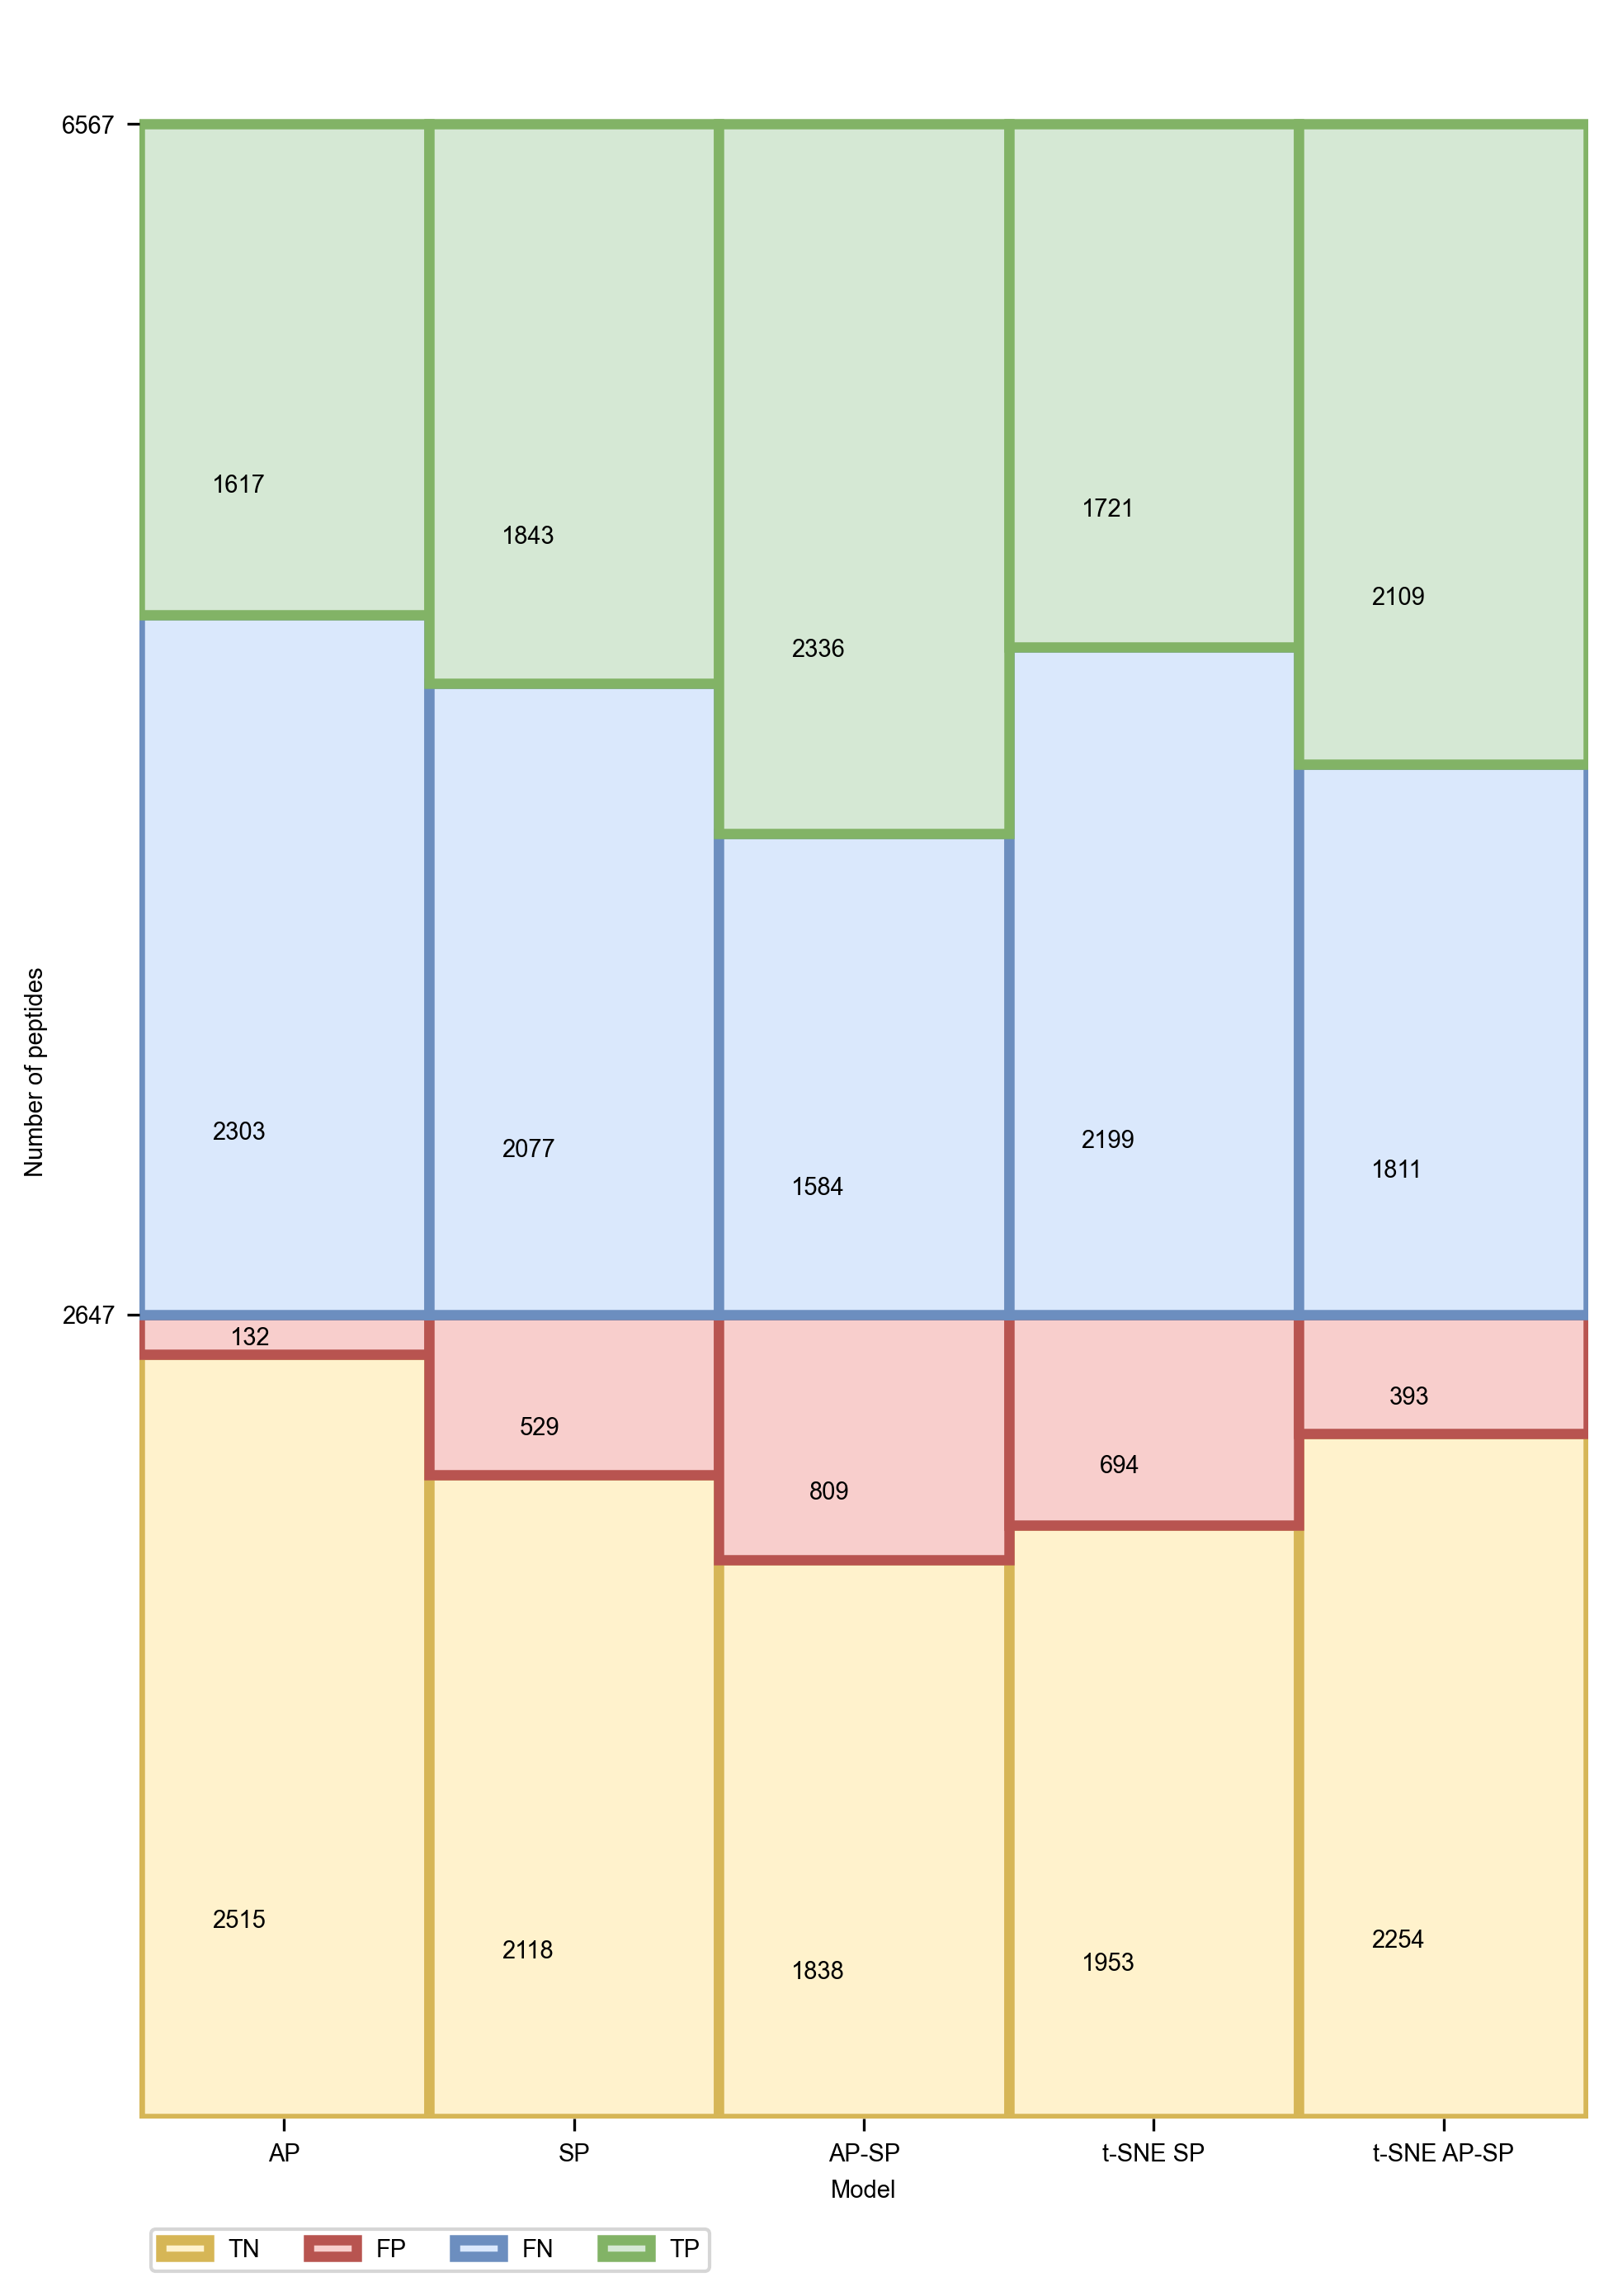 6567
1617
1843
1721
2109
2336
Number of peptides
2303
2077
2199
1811
1584
2647
132
529
809
694
393
2515
2118
1838
1953
2254
AP
SP
AP-SP
t-SNE SP
t-SNE AP-SP
Model
TN
FP
FN
TP